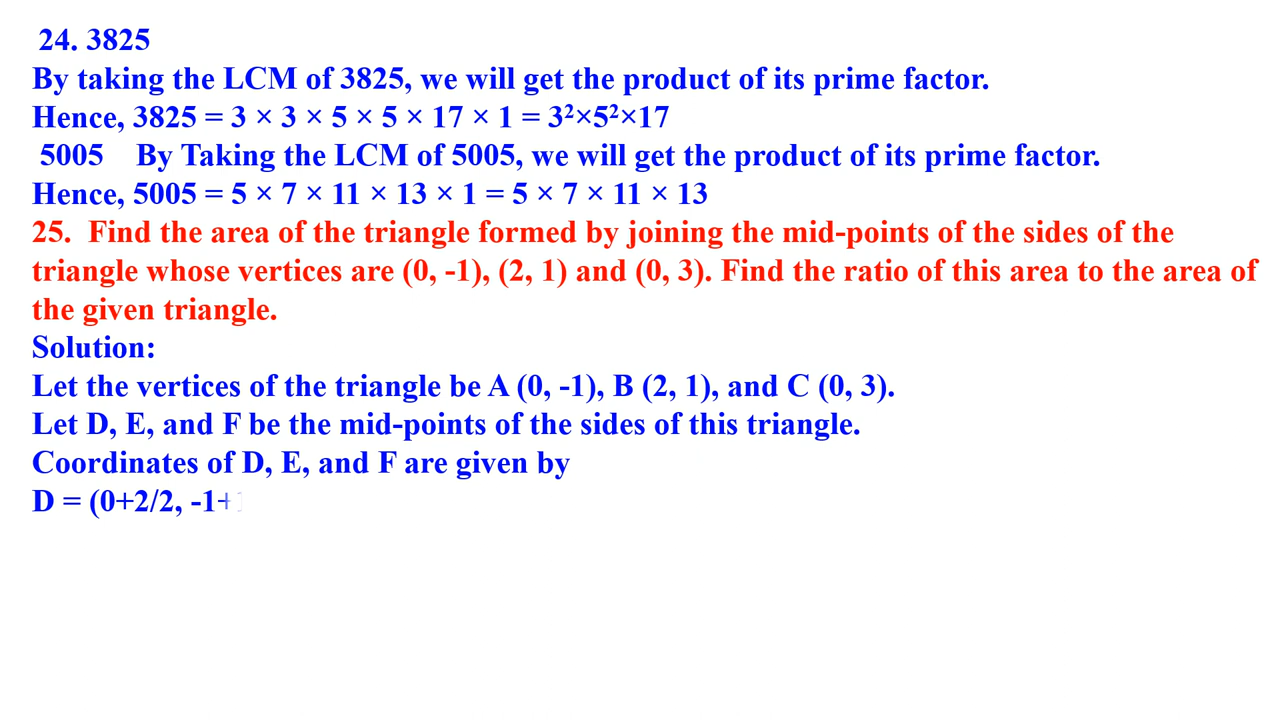 24. 3825
By taking the LCM of 3825, we will get the product of its prime factor.
Hence, 3825 = 3 × 3 × 5 × 5 × 17 × 1 = 3²×5²×17
5005 By Taking the LCM of 5005, we will get the product of its prime factor.
Hence, 5005 = 5 × 7 × 11 × 13 × 1 = 5 × 7 × 11 × 13
25. Find the area of the triangle formed by joining the mid-points of the sides of the
triangle whose vertices are (0, -1), (2, 1) and (0, 3). Find the ratio of this area to the area of
the given triangle.
Solution:
Let the vertices of the triangle be A (0, -1), B (2, 1), and C (0, 3).
Let D, E, and F be the mid-points of the sides of this triangle.
Coordinates of D, E, and F are given by
D = (0+2/2, -1+